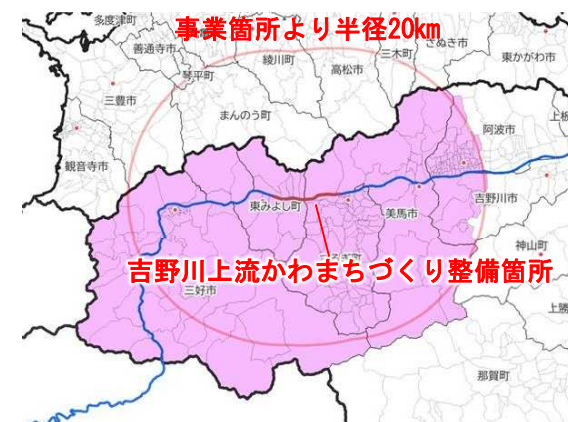 多度津町
事業箇所より半径20km
善通寺市
綾川町
三木町
さぬき市
高松市
東かがわ市
琴平町
三豊市
まんのう町
阿波市
上板
観音寺市
東みよし町
美馬市
吉野川市
神山町
吉野川上流かわまちづくり整備箇所
三好市
上勝
那賀町